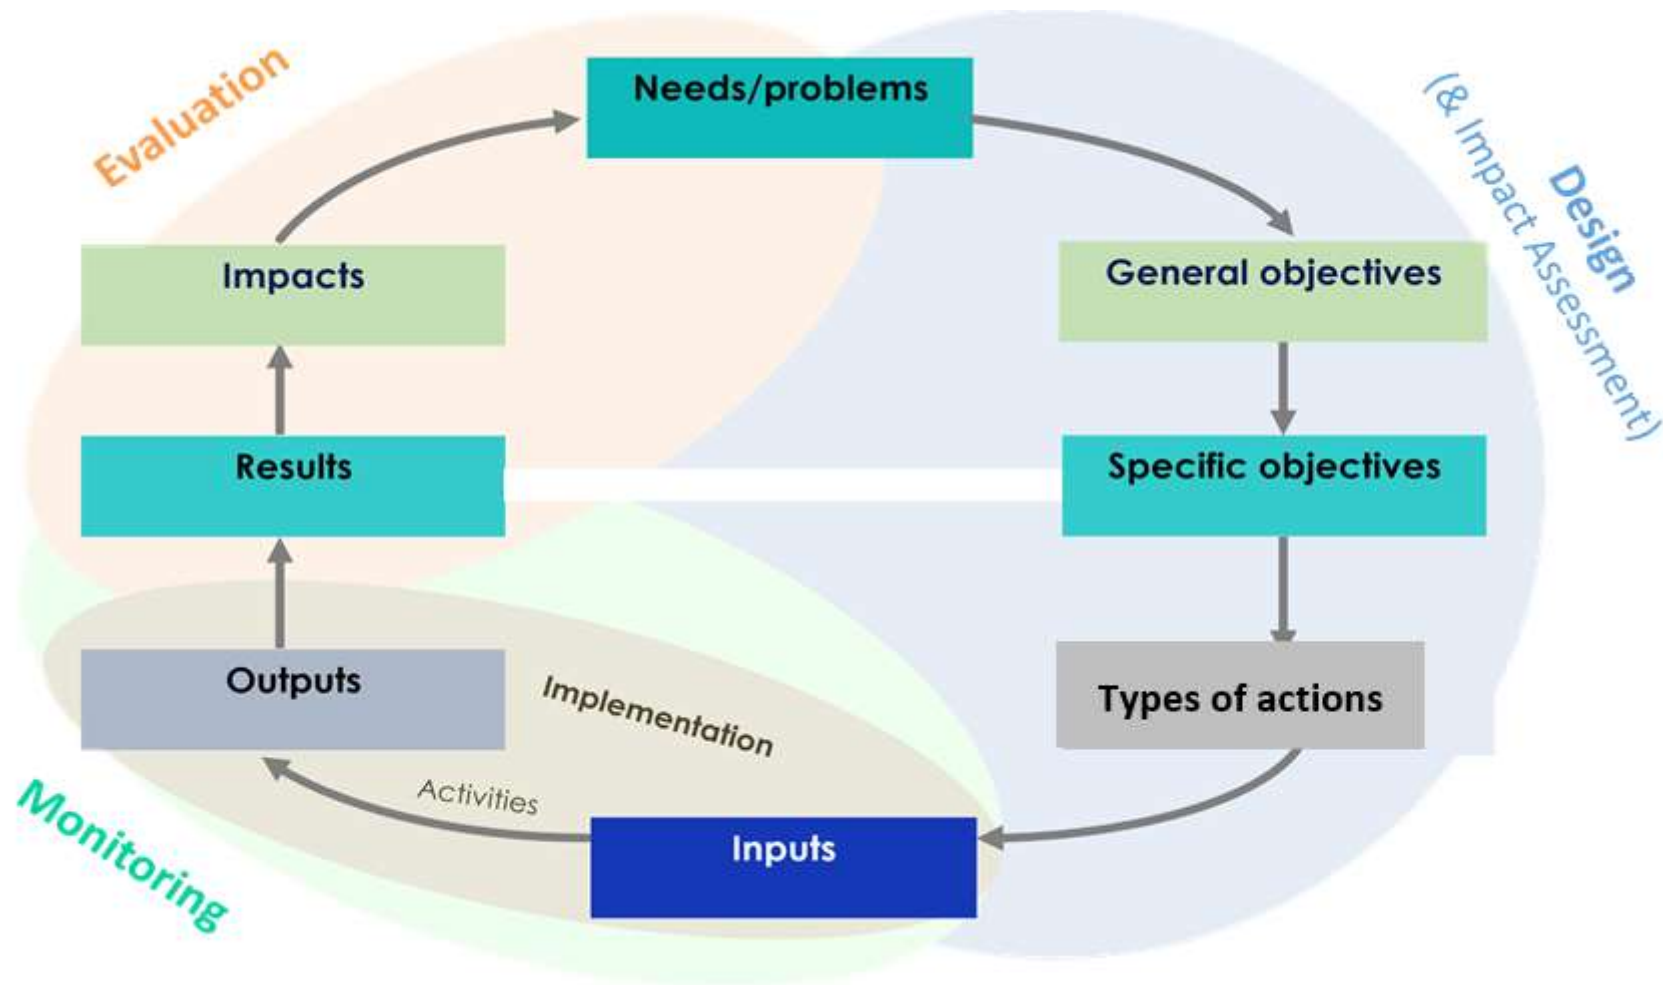 Evaluation
Needs/problems
(& Impact Assessment)
Design
Impacts
General objectives
Results
Specific objectives
Outputs
Implementation
Types of actions
Activities
Monitoring
Inputs